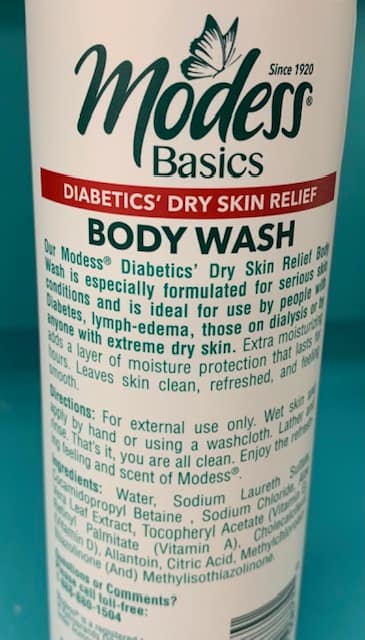 Since 1920
Modess®
Basics
DIABETICS' DRY SKIN RELIEF
BODY WASH
Our Modess® Diabetics' Dry Skin Relief Body
Wash is especially formulated for serious skin
conditions and is ideal for use by people with
Diabetes, lymph-edema, those on dialysis or by
anyone with extreme dry skin. Extra moisturizing
adds a layer of moisture protection that lasts for
hours. Leaves skin clean, refreshed, and feeling
smooth.
Directions: For external use only. Wet skin and
apply by hand or using a washcloth. Lather and
rinse. That's it, you are all clean. Enjoy the
feeling and scent of Modess®.
Ingredients: Water, Sodium Laureth
Cocamidopropyl Betaine , Sodium Chloride,
Leaf Extract, Tocopheryl Acetate (Vitamin
Palmitate (Vitamin A),
D), Allantoin, Citric Acid,
(And) Methylisothiazolinone.
Questions or Comments?
call toll-free:
-1504
is a registered